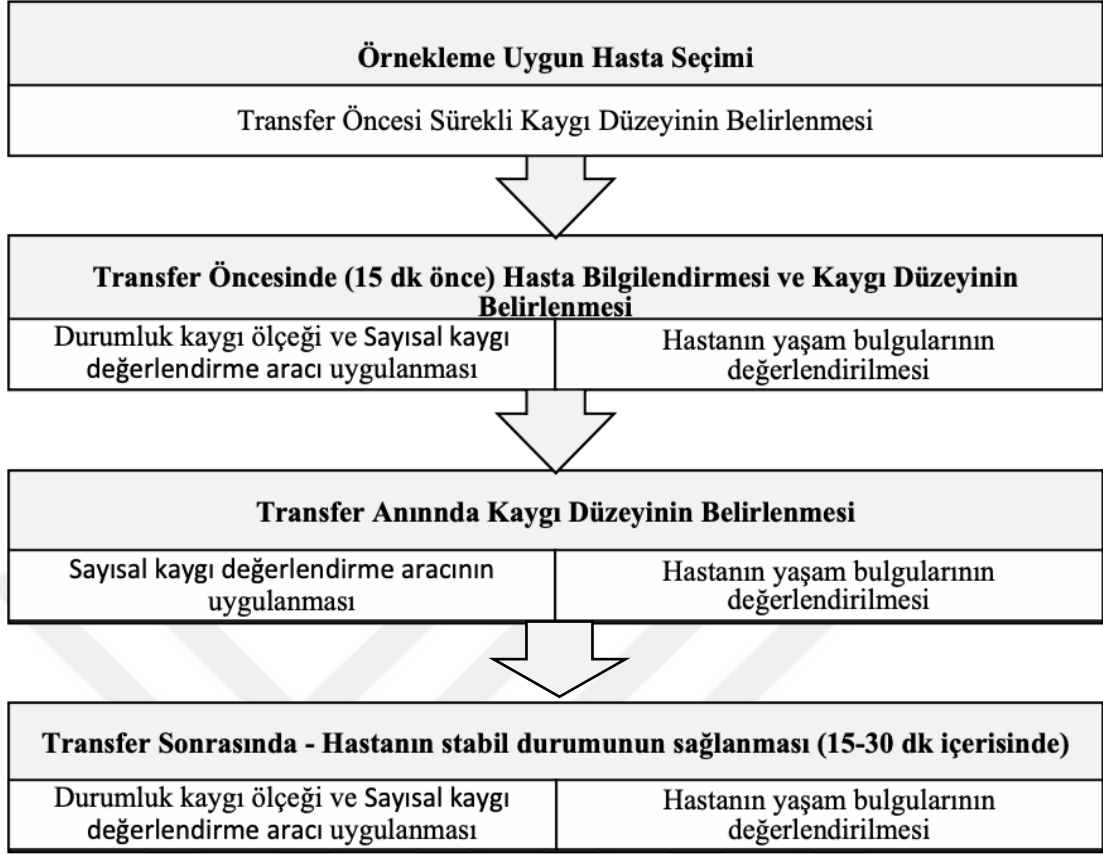 Örnekleme Uygun Hasta Seçimi
Transfer Öncesi Sürekli Kaygı Düzeyinin Belirlenmesi
Transfer Öncesinde (15 dk önce) Hasta Bilgilendirmesi ve Kaygı Düzeyinin
Belirlenmesi
Durumluk kaygı ölçeği ve Sayısal kaygı
değerlendirme aracı uygulanması
Hastanın yaşam bulgularının
değerlendirilmesi
Transfer Anınnda Kaygı Düzeyinin Belirlenmesi
Sayısal kaygı değerlendirme aracının
uygulanması
Hastanın yaşam bulgularının
değerlendirilmesi
Transfer Sonrasında - Hastanın stabil durumunun sağlanması (15-30 dk içerisinde)
Durumluk kaygı ölçeği ve Sayısal kaygı
değerlendirme aracı uygulanması
Hastanın yaşam bulgularının
değerlendirilmesi